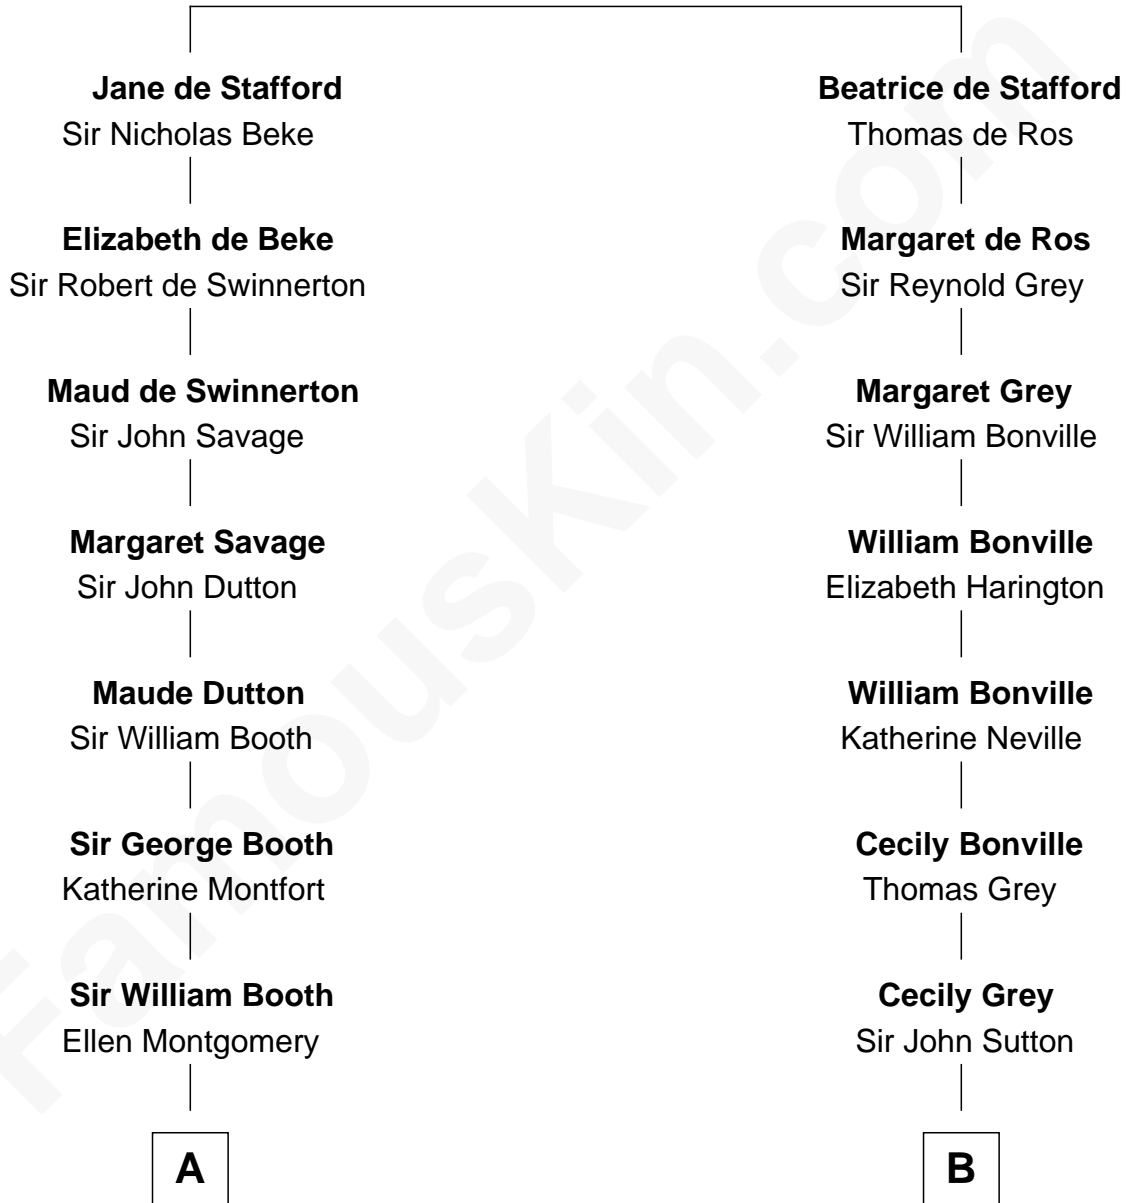 Jane de Stafford
Sir Nicholas Beke
Elizabeth de Beke
Sir Robert de Swinnerton
Maud de Swinnerton
Sir John Savage
Margaret Savage
Sir John Dutton
Maude Dutton
Sir William Booth
Sir George Booth
Katherine Montfort
Sir William Booth
Ellen Montgomery
A
Beatrice de Stafford
Thomas de Ros
Margaret de Ros
Sir Reynold Grey
Margaret Grey
Sir William Bonville
William Bonville
Elizabeth Harington
William Bonville
Katherine Neville
Cecily Bonville
Thomas Grey
Cecily Grey
Sir John Sutton
B
FamousKin.com